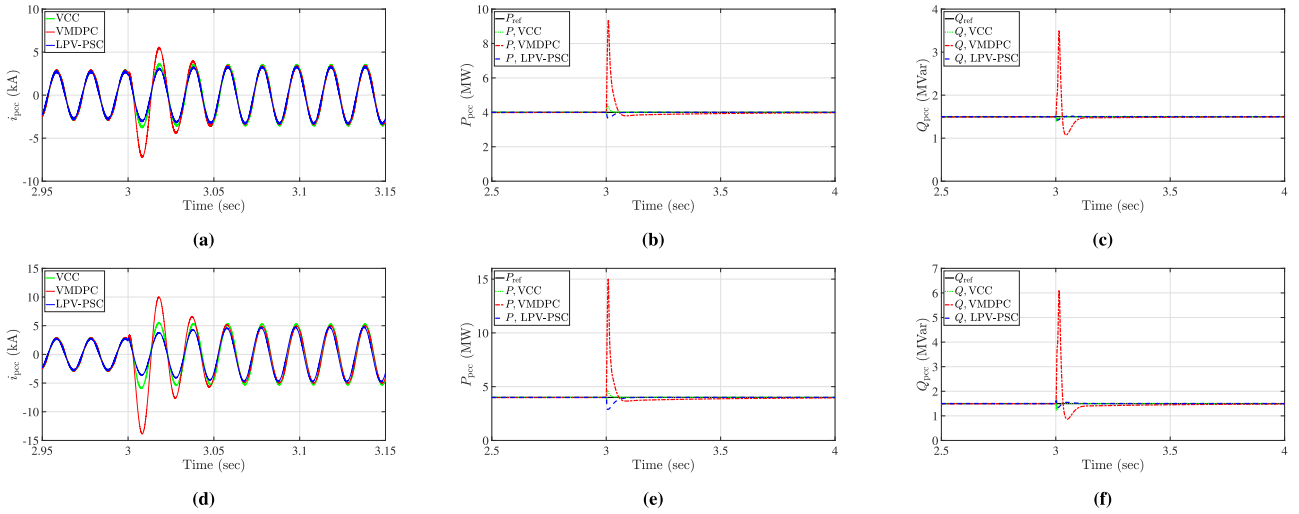 VCC
VMDPC
LPV-PSC
10
5
0
-5
-10
i_pcc (kA)
2.95 3 3.05 3.1 3.15
Time (sec)
(a)
P_ref
P, VCC
P, VMDPC
P, LPV-PSC
10
8
6
4
2
0
P_pcc (MW)
2.5 3 3.5 4
Time (sec)
(b)
Q_ref
Q, VCC
Q, VMDPC
Q, LPV-PSC
4
3
2
1
0
Q_pcc (MVar)
2.5 3 3.5 4
Time (sec)
(c)
VCC
VMDPC
LPV-PSC
15
10
5
0
-5
-10
-15
i_pcc (kA)
2.95 3 3.05 3.1 3.15
Time (sec)
(d)
P_ref
P, VCC
P, VMDPC
P, LPV-PSC
15
10
5
0
P_pcc (MW)
2.5 3 3.5 4
Time (sec)
(e)
Q_ref
Q, VCC
Q, VMDPC
Q, LPV-PSC
7
6
5
4
3
2
1
0
Q_pcc (MVar)
2.5 3 3.5 4
Time (sec)
(f)